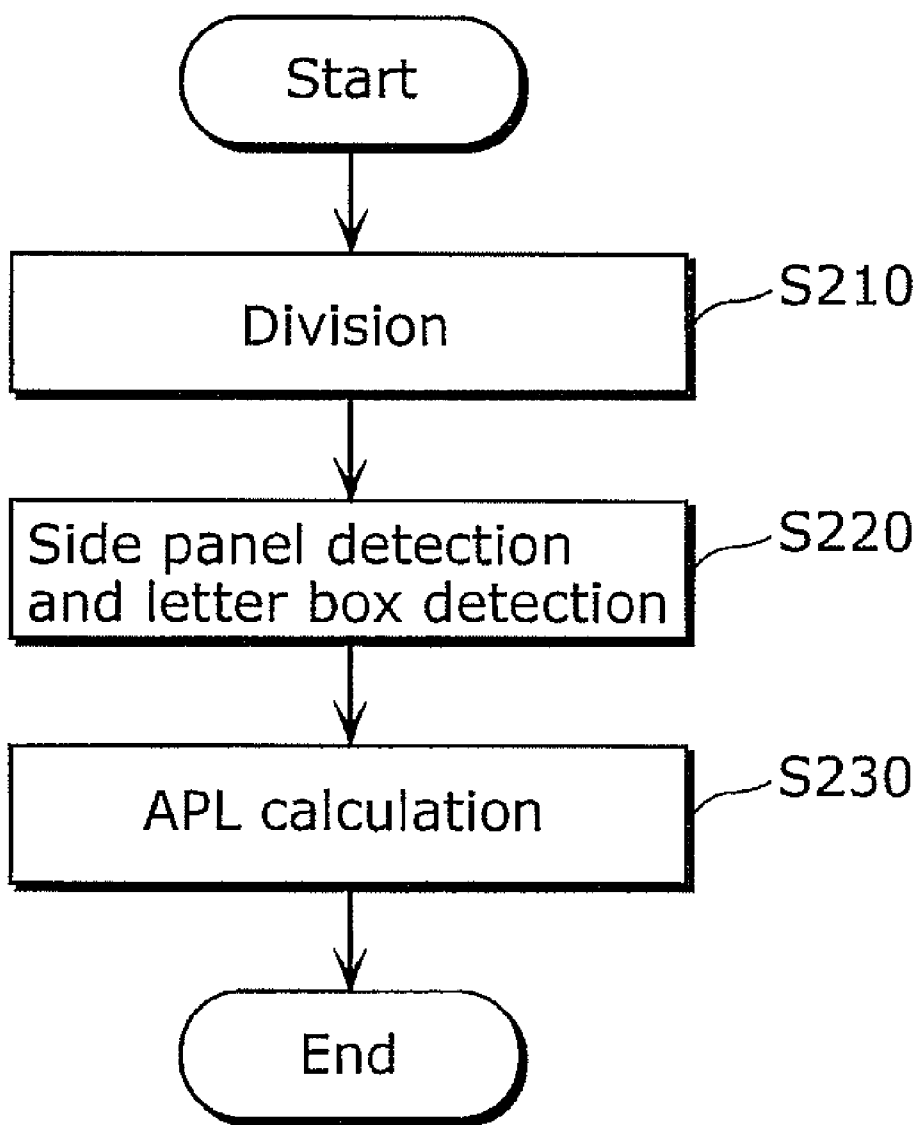 Start
Division
S210
Side panel detection
and letter box detection
S220
APL calculation
S230
End